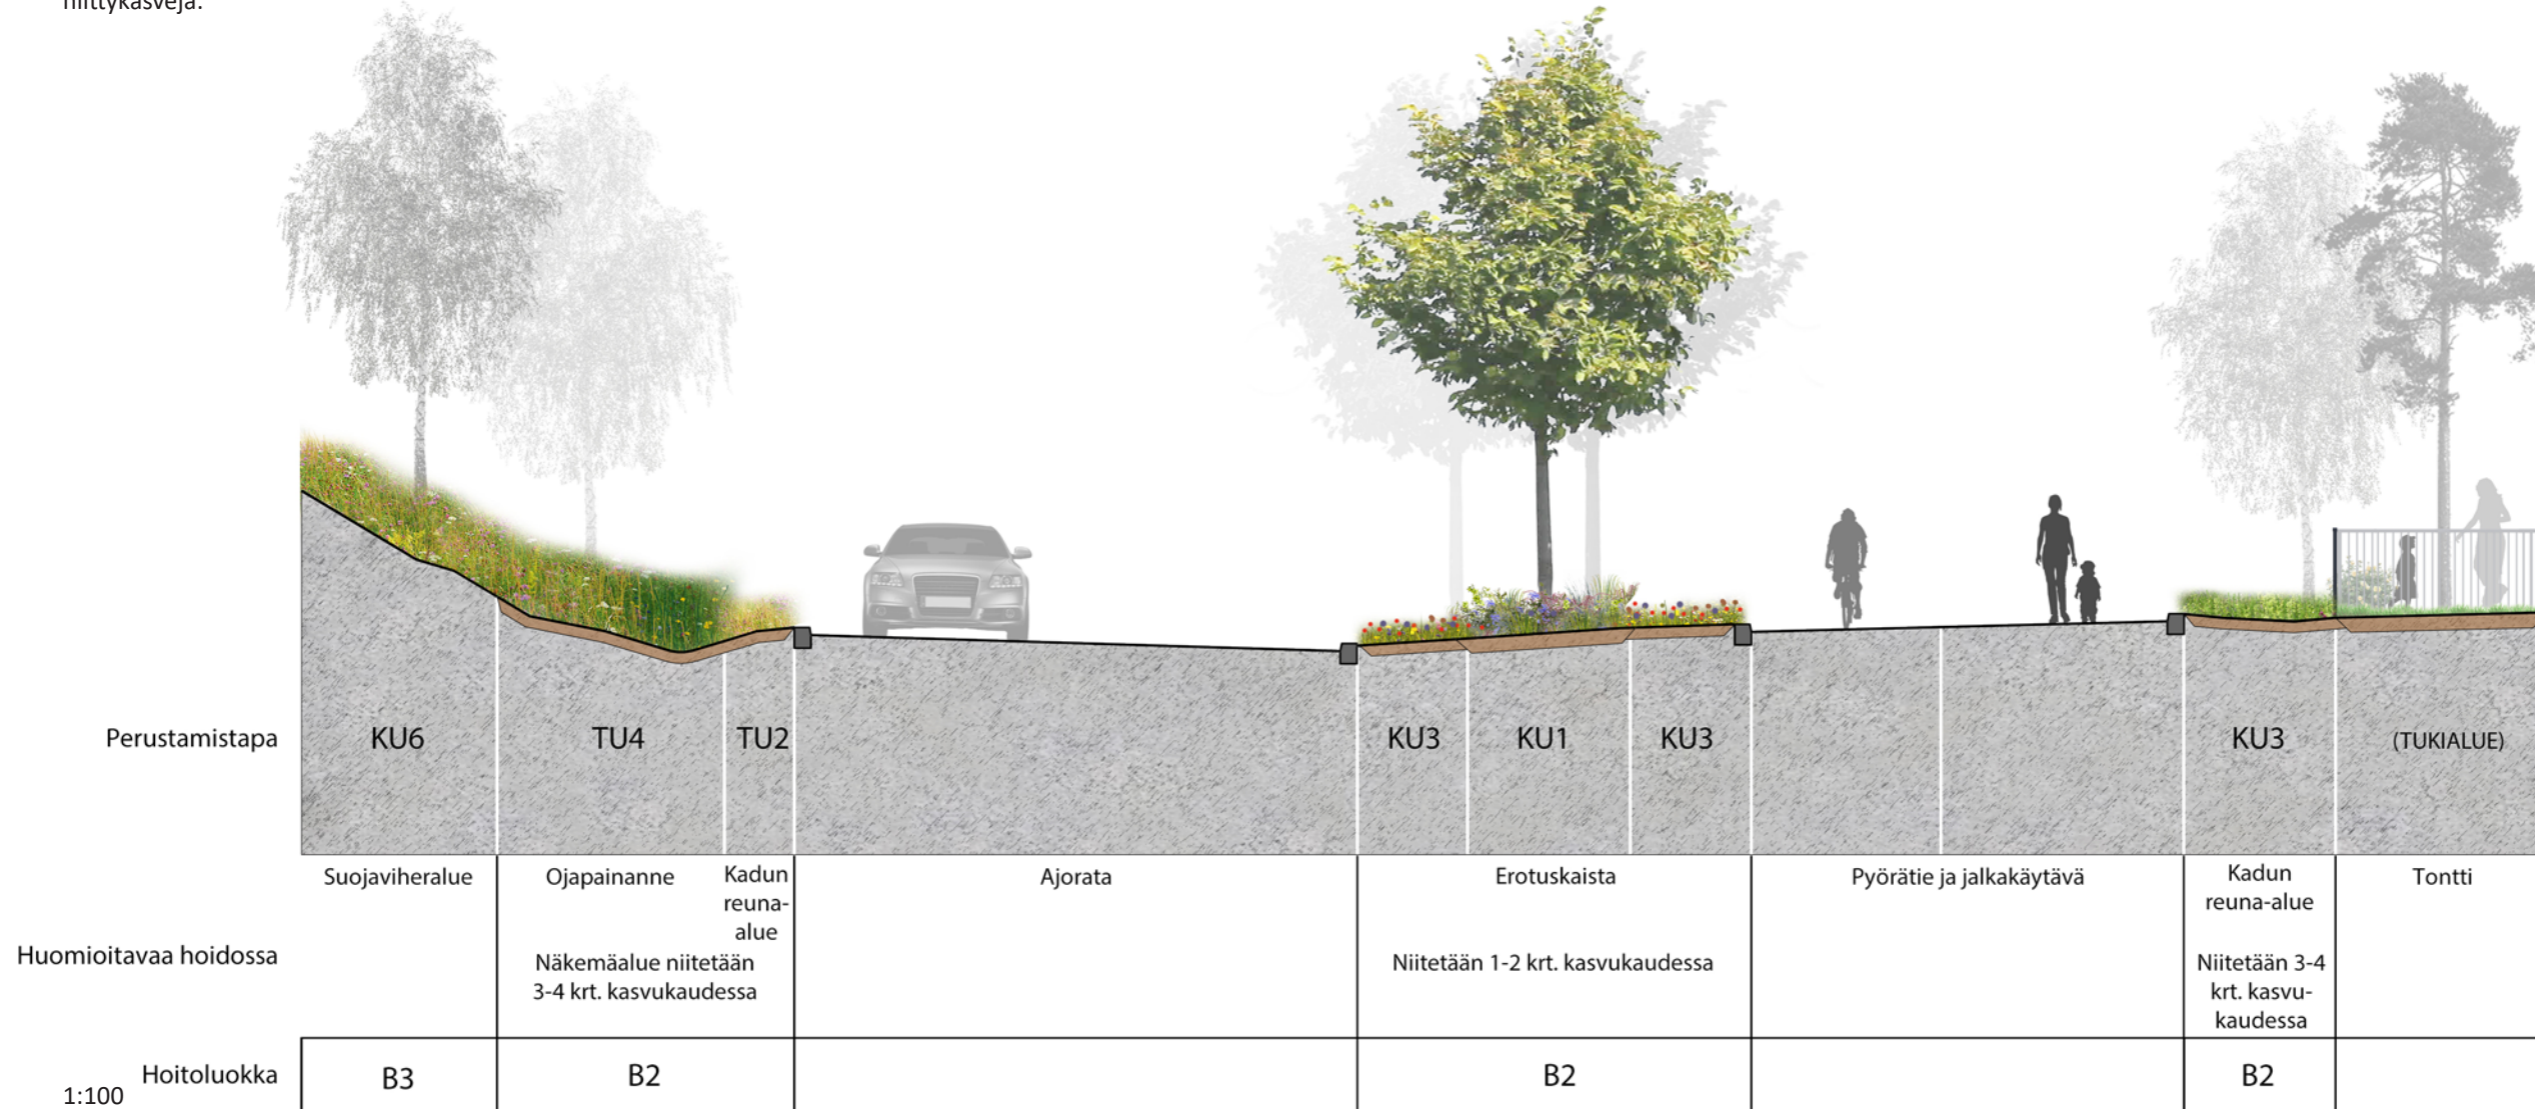 niittykasveja.
Perustamistapa
KU6
TU4
TU2
KU3
KU1
KU3
KU3
(TUKIALUE)
Suojaviheralue
Ojapainanne
Kadun
reuna-
alue
Ajorata
Erotuskaista
Pyörätie ja jalkakäytävä
Kadun
reuna-alue
Tontti
Huomioitavaa hoidossa
Näkemäalue niitetään
3-4 krt. kasvukaudessa
Niitetään 1-2 krt. kasvukaudessa
Niitetään 3-4
krt. kasvu-
kaudessa
Hoitoluokka
B3
B2
B2
B2
1:100